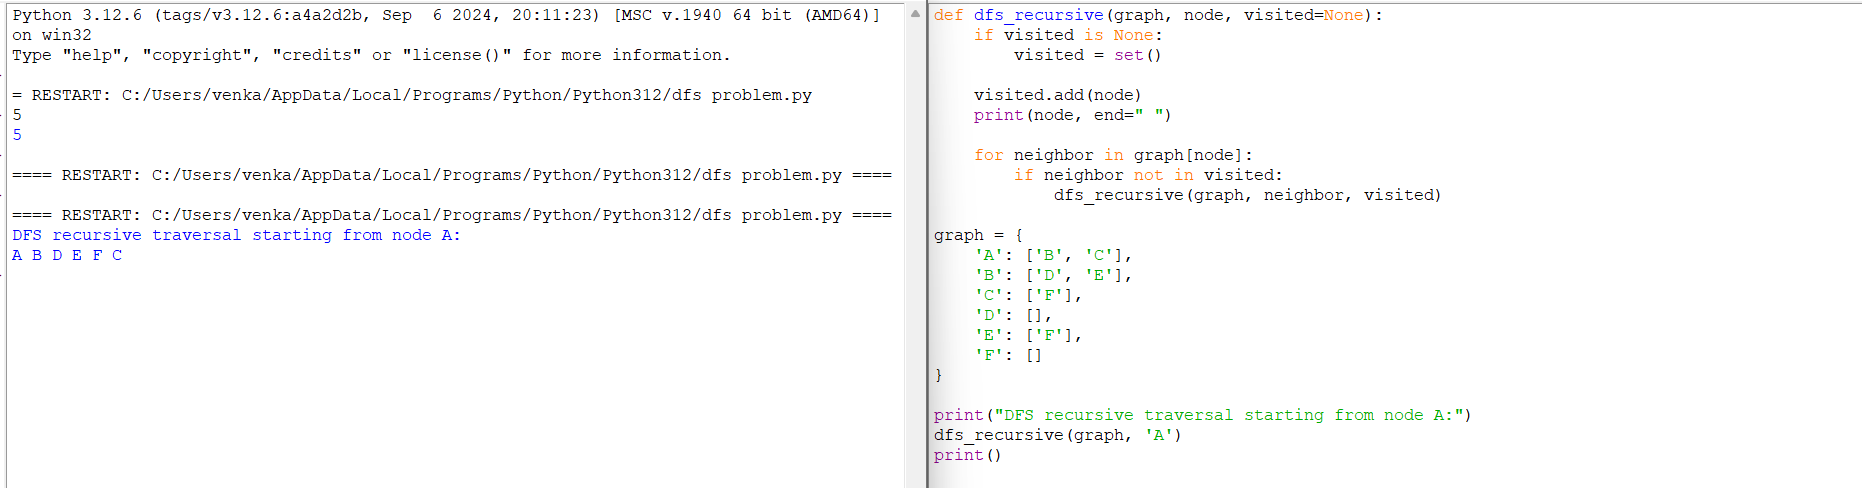 Python 3.12.6 (tags/v3.12.6:a4a2d2b, Sep  6 2024, 20:11:23) [MSC v.1940 64 bit (AMD64)]
on win32
Type "help", "copyright", "credits" or "license()" for more information.
= RESTART: C:/Users/venka/AppData/Local/Programs/Python/Python312/dfs problem.py
5
5
==== RESTART: C:/Users/venka/AppData/Local/Programs/Python/Python312/dfs problem.py ====
==== RESTART: C:/Users/venka/AppData/Local/Programs/Python/Python312/dfs problem.py ====
DFS recursive traversal starting from node A:
A B D E F C
def dfs_recursive(graph, node, visited=None):
    if visited is None:
        visited = set()
    visited.add(node)
    print(node, end=" ")
    for neighbor in graph[node]:
        if neighbor not in visited:
            dfs_recursive(graph, neighbor, visited)
graph = {
    'A': ['B', 'C'],
    'B': ['D', 'E'],
    'C': ['F'],
    'D': [],
    'E': ['F'],
    'F': []
}
print("DFS recursive traversal starting from node A:")
dfs_recursive(graph, 'A')
print()